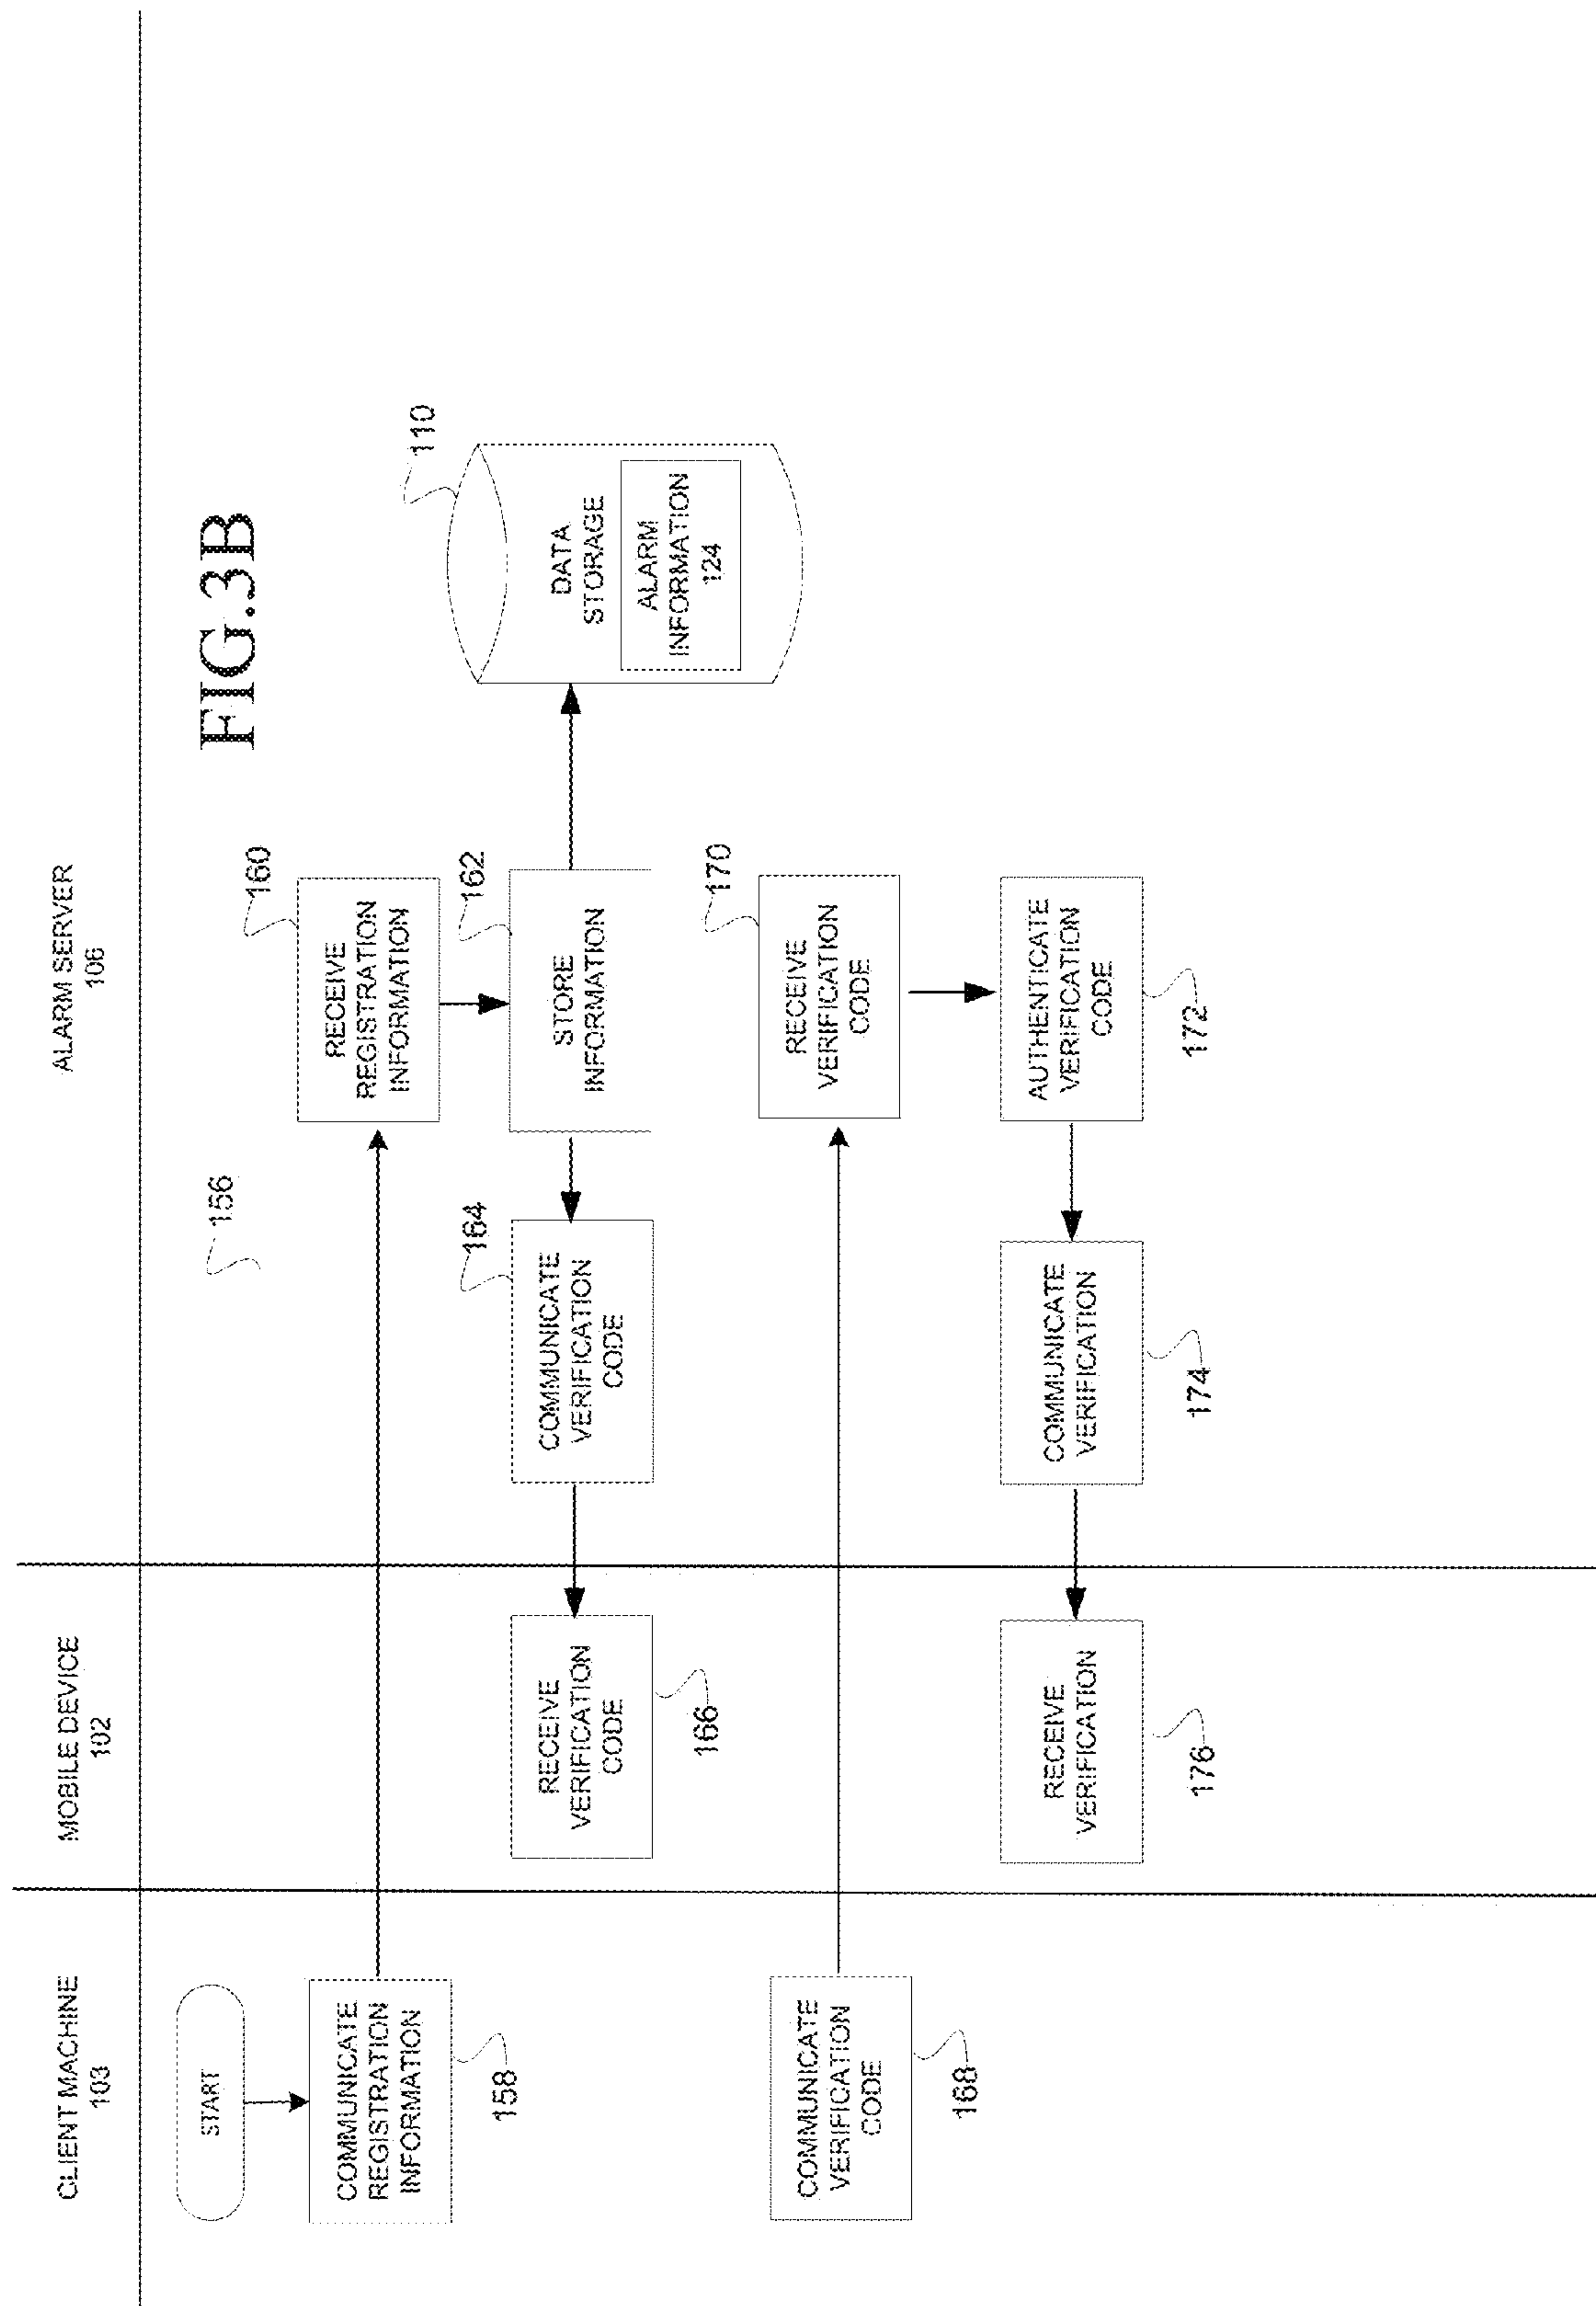 CLIENT MACHINE
103
MOBILE DEVICE
102
ALARM SERVER
106
FIG.3B
156
START
COMMUNICATE
REGISTRATION
INFORMATION
158
RECEIVE
REGISTRATION
INFORMATION
160
STORE
INFORMATION
162
DATA
STORAGE
110
ALARM
INFORMATION
124
COMMUNICATE
VERIFICATION
CODE
164
RECEIVE
VERIFICATION
CODE
166
COMMUNICATE
VERIFICATION
CODE
168
RECEIVE
VERIFICATION
CODE
170
AUTHENTICATE
VERIFICATION
CODE
172
COMMUNICATE
VERIFICATION
174
RECEIVE
VERIFICATION
176